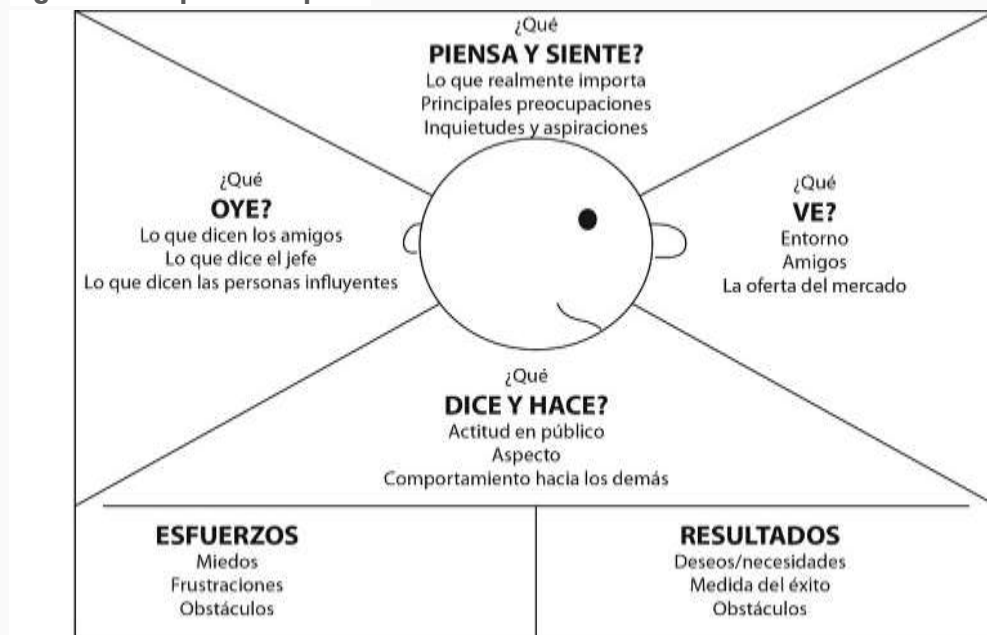 ¿Qué
PIENSA Y SIENTE?
Lo que realmente importa
Principales preocupaciones
Inquietudes y aspiraciones
¿Qué
OYE?
Lo que dicen los amigos
Lo que dice el jefe
Lo que dicen las personas influyentes
¿Qué
VE?
Entorno
Amigos
La oferta del mercado
¿Qué
DICE Y HACE?
Actitud en público
Aspecto
Comportamiento hacia los demás
ESFUERZOS
Miedos
Frustraciones
Obstáculos
RESULTADOS
Deseos/necesidades
Medida del éxito
Obstáculos